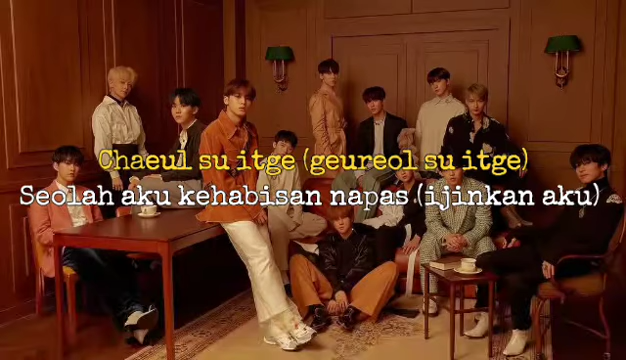 Chaeul su itge (geureol su itge)
Seolah aku kehabisan napas (ijinkan aku)